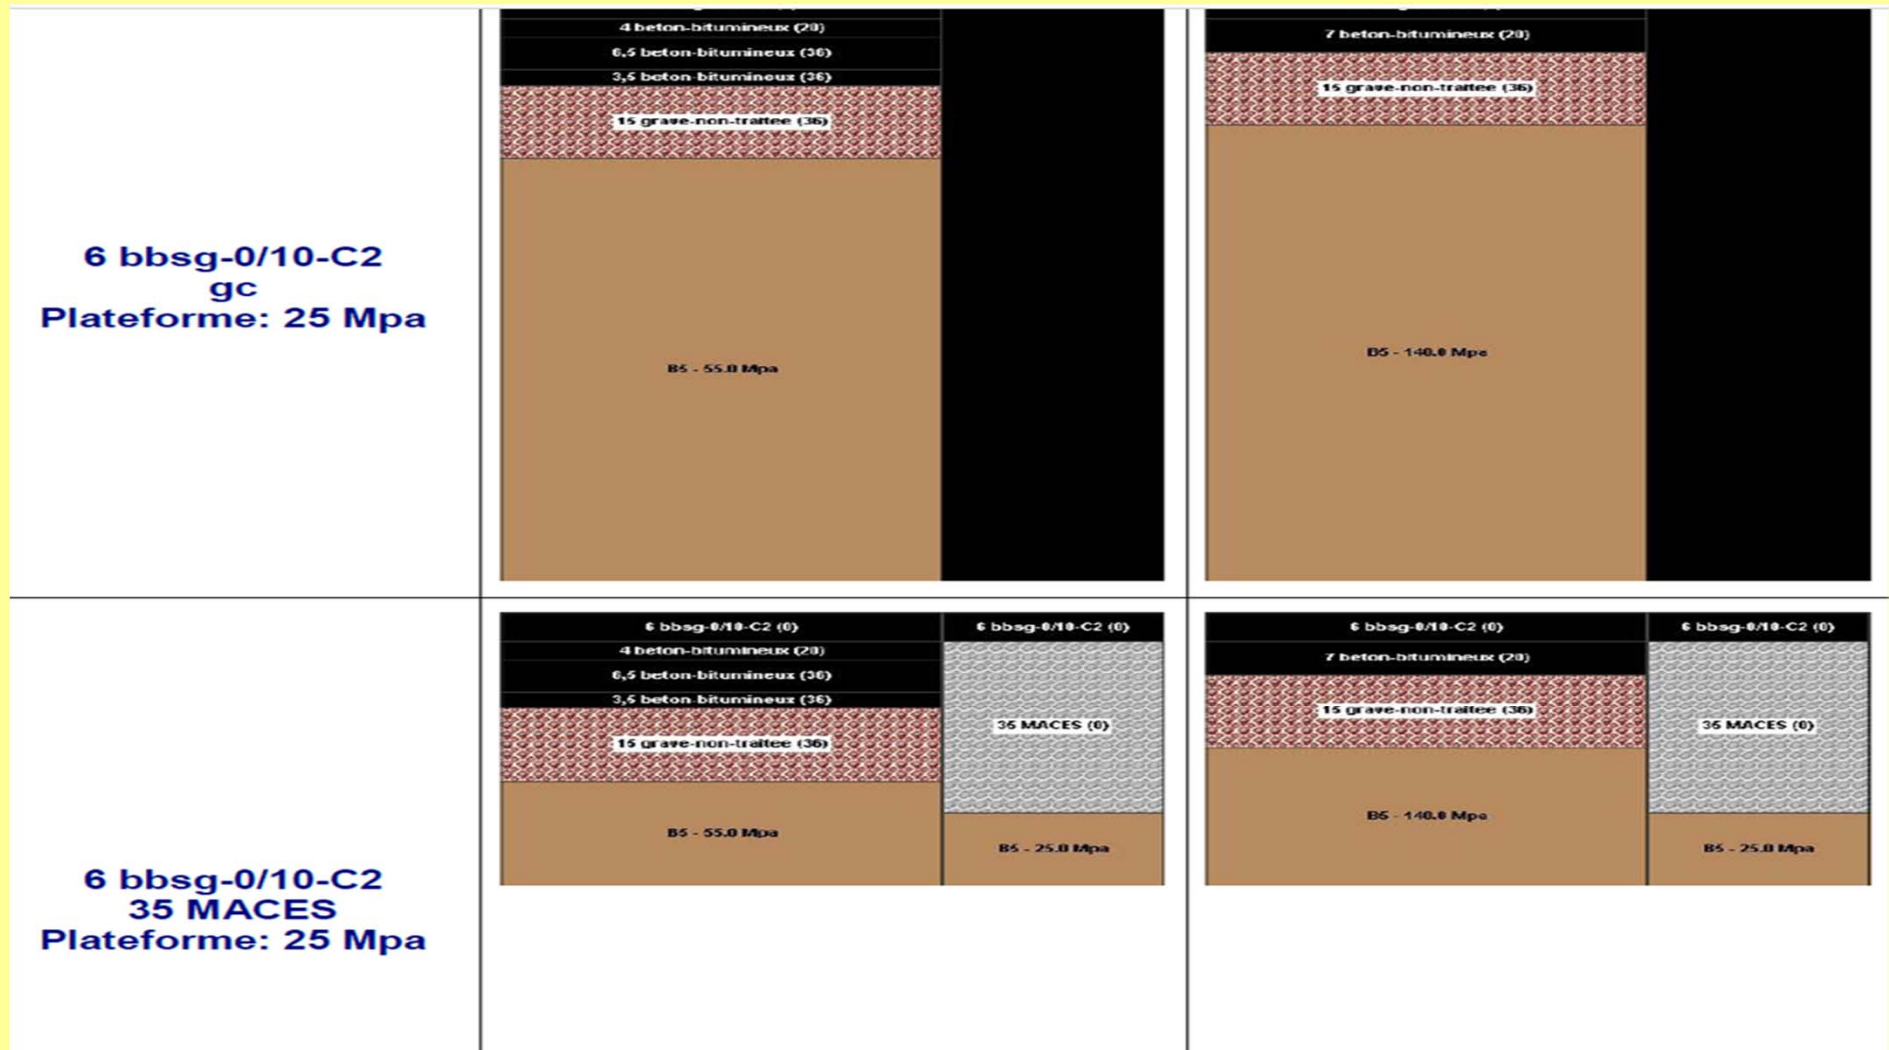 4 beton-bitumineux (20)
6,5 beton-bitumineux (36)
3,5 beton-bitumineux (36)
15 grave-non-traitee (36)
B5 - 55.0 Mpa
7 beton-bitumineux (20)
15 grave-non-traitee (36)
B5 - 140.0 Mpa
6 bbsg-0/10-C2
gc
Plateforme: 25 Mpa
6 bbsg-0/10-C2 (0)
4 beton-bitumineux (20)
6,5 beton-bitumineux (36)
3,5 beton-bitumineux (36)
15 grave-non-traitee (36)
B5 - 55.0 Mpa
6 bbsg-0/10-C2 (0)
35 MACES (0)
B5 - 25.0 Mpa
6 bbsg-0/10-C2 (0)
7 beton-bitumineux (20)
15 grave-non-traitee (36)
B5 - 140.0 Mpa
6 bbsg-0/10-C2 (0)
35 MACES (0)
B5 - 25.0 Mpa
6 bbsg-0/10-C2
35 MACES
Plateforme: 25 Mpa